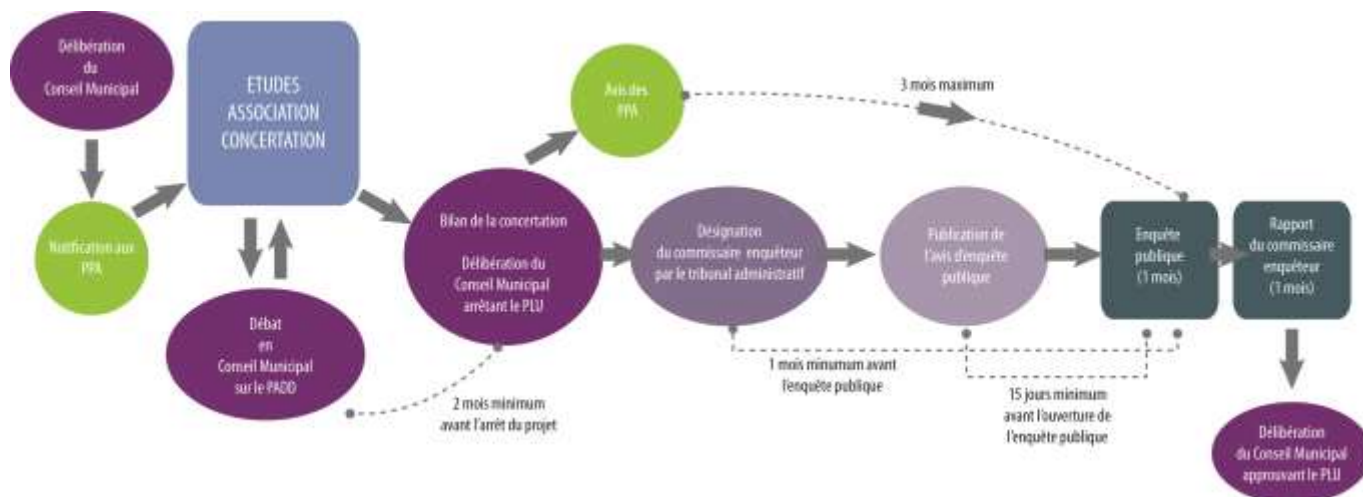 Délibération
du
Conseil Municipal
Notification aux
PPA
ETUDES
ASSOCIATION
CONCERTATION
Débat
en
Conseil Municipal
sur le PADD
2 mois minimum
avant l'arrêt du projet
Bilan de la concertation
Délibération du
Conseil Municipal
arrêtant le PLU
Avis des
PPA
3 mois maximum
Désignation
du commissaire enquêteur
par le tribunal administratif
1 mois minumum avant
l'enquête publique
Publication de
l'avis d'enquête
publique
15 jours minimum
avant l'ouverture de
l'enquête publique
Enquête
publique
(1 mois)
Rapport
du commissaire
enquêteur
(1 mois)
Délibération
du Conseil Municipal
approuvant le PLU